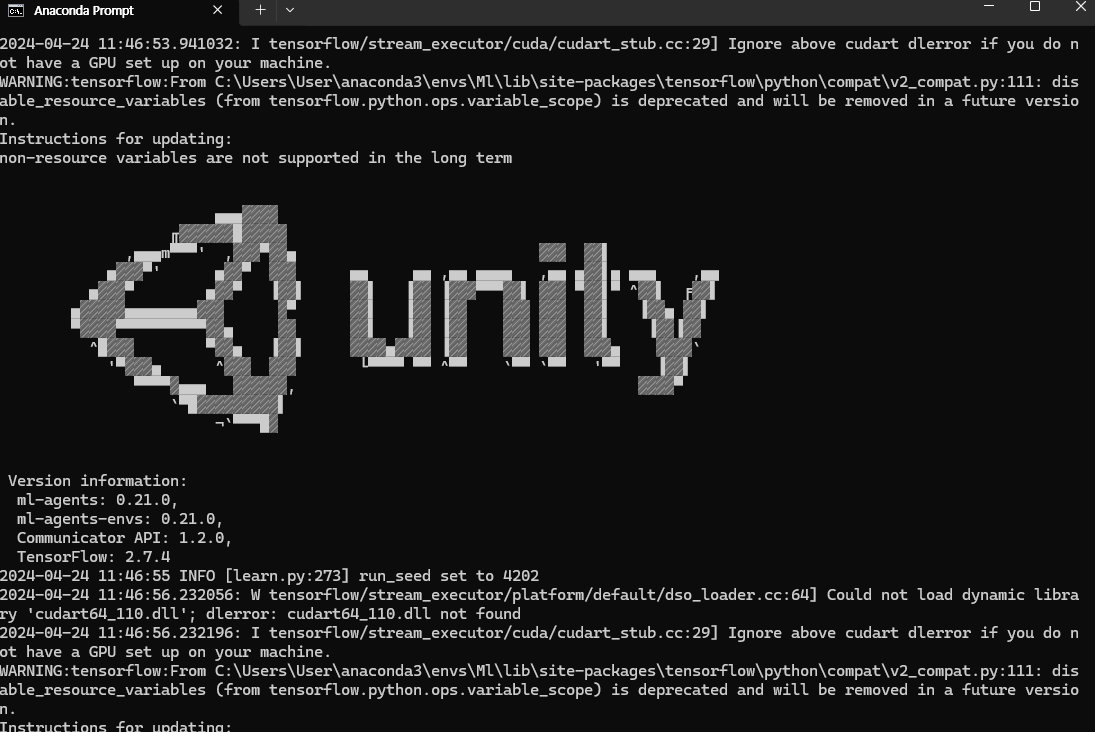 Anaconda Prompt
2024-04-24 11:46:53.941032: I tensorflow/stream_executor/cuda/cudart_stub.cc:29] Ignore above cudart dlerror if you do n
ot have a GPU set up on your machine.
WARNING:tensorflow:From C:\Users\User\anaconda3\envs\Ml\lib\site-packages\tensorflow\python\compat\v2_compat.py:111: dis
able_resource_variables (from tensorflow.python.ops.variable_scope) is deprecated and will be removed in a future versio
n.
Instructions for updating:
non-resource variables are not supported in the long term
unity
Version information:
ml-agents: 0.21.0,
ml-agents-envs: 0.21.0,
Communicator API: 1.2.0,
TensorFlow: 2.7.4
2024-04-24 11:46:55 INFO [learn.py:273] run_seed set to 4202
2024-04-24 11:46:56.232056: W tensorflow/stream_executor/platform/default/dso_loader.cc:64] Could not load dynamic libra
ry 'cudart64_110.dll'; dlerror: cudart64_110.dll not found
2024-04-24 11:46:56.232196: I tensorflow/stream_executor/cuda/cudart_stub.cc:29] Ignore above cudart dlerror if you do n
ot have a GPU set up on your machine.
WARNING:tensorflow:From C:\Users\User\anaconda3\envs\Ml\lib\site-packages\tensorflow\python\compat\v2_compat.py:111: dis
able_resource_variables (from tensorflow.python.ops.variable_scope) is deprecated and will be removed in a future versio
n.
Instructions for updating: